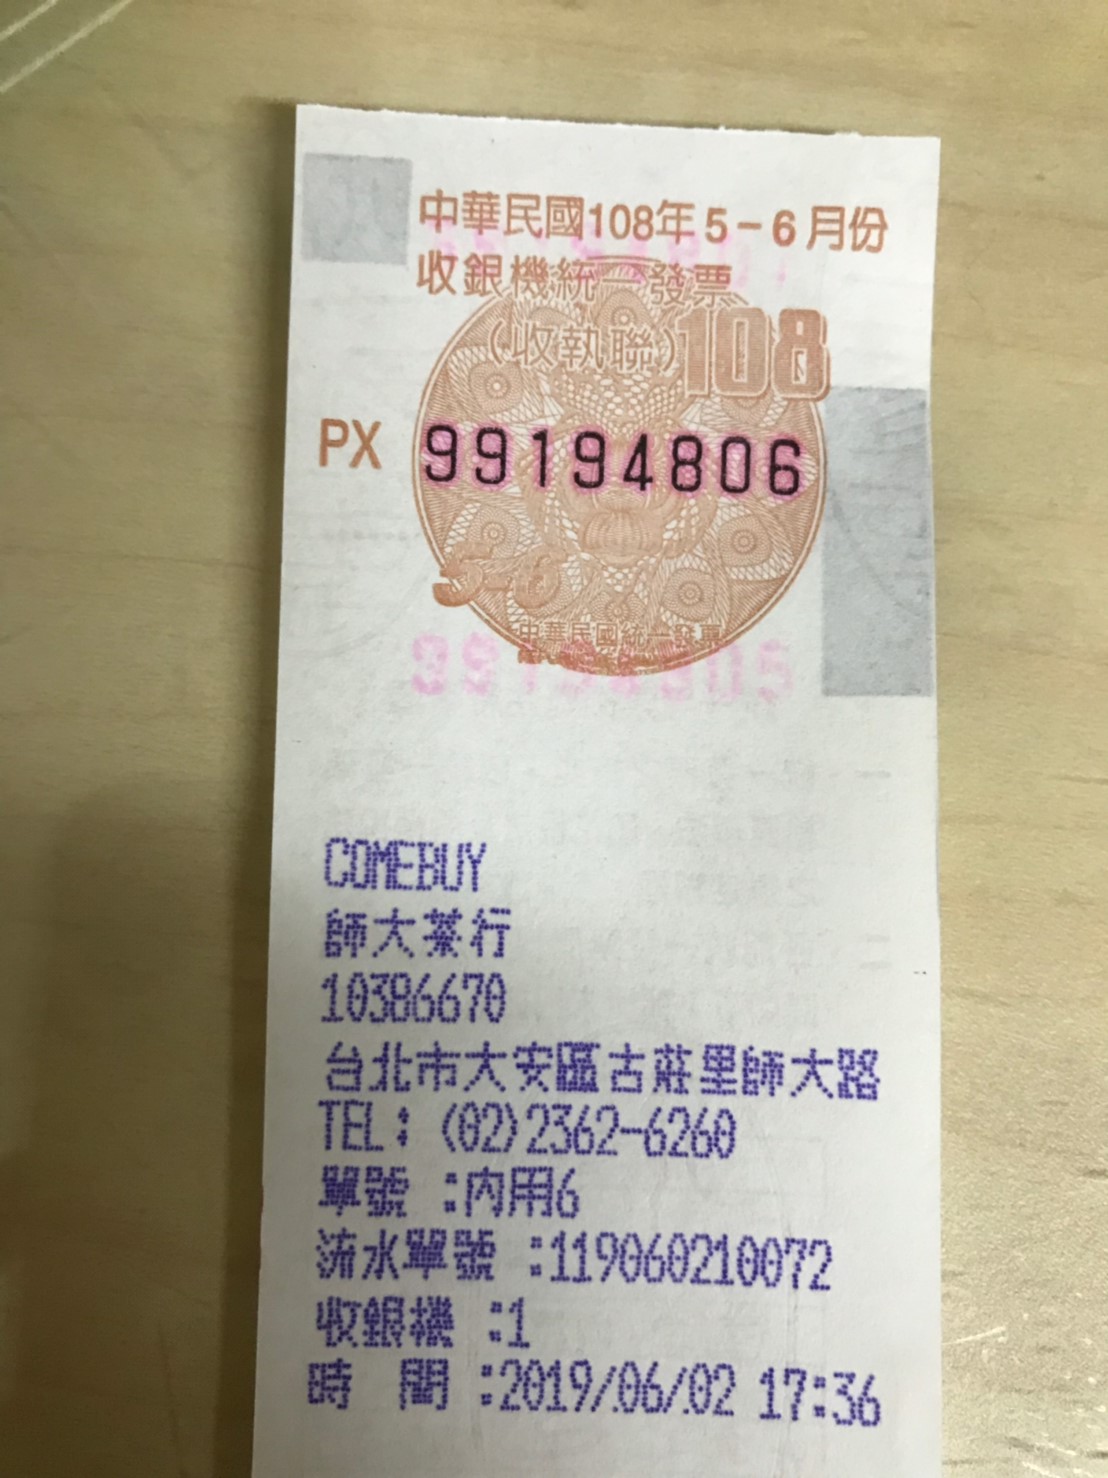 中華民國108年5-6月份
收銀機統一發票
(收執聯)108
PX 99194806
5-6
中華民國統一發票
COMEBUY
師大茶行
10386670
台北市大安區古莊里師大路
TEL:(02)2362-6260
單號 :內用6
流水單號 :119060210072
收銀機 :1
時 間 :2019/06/02 17:36